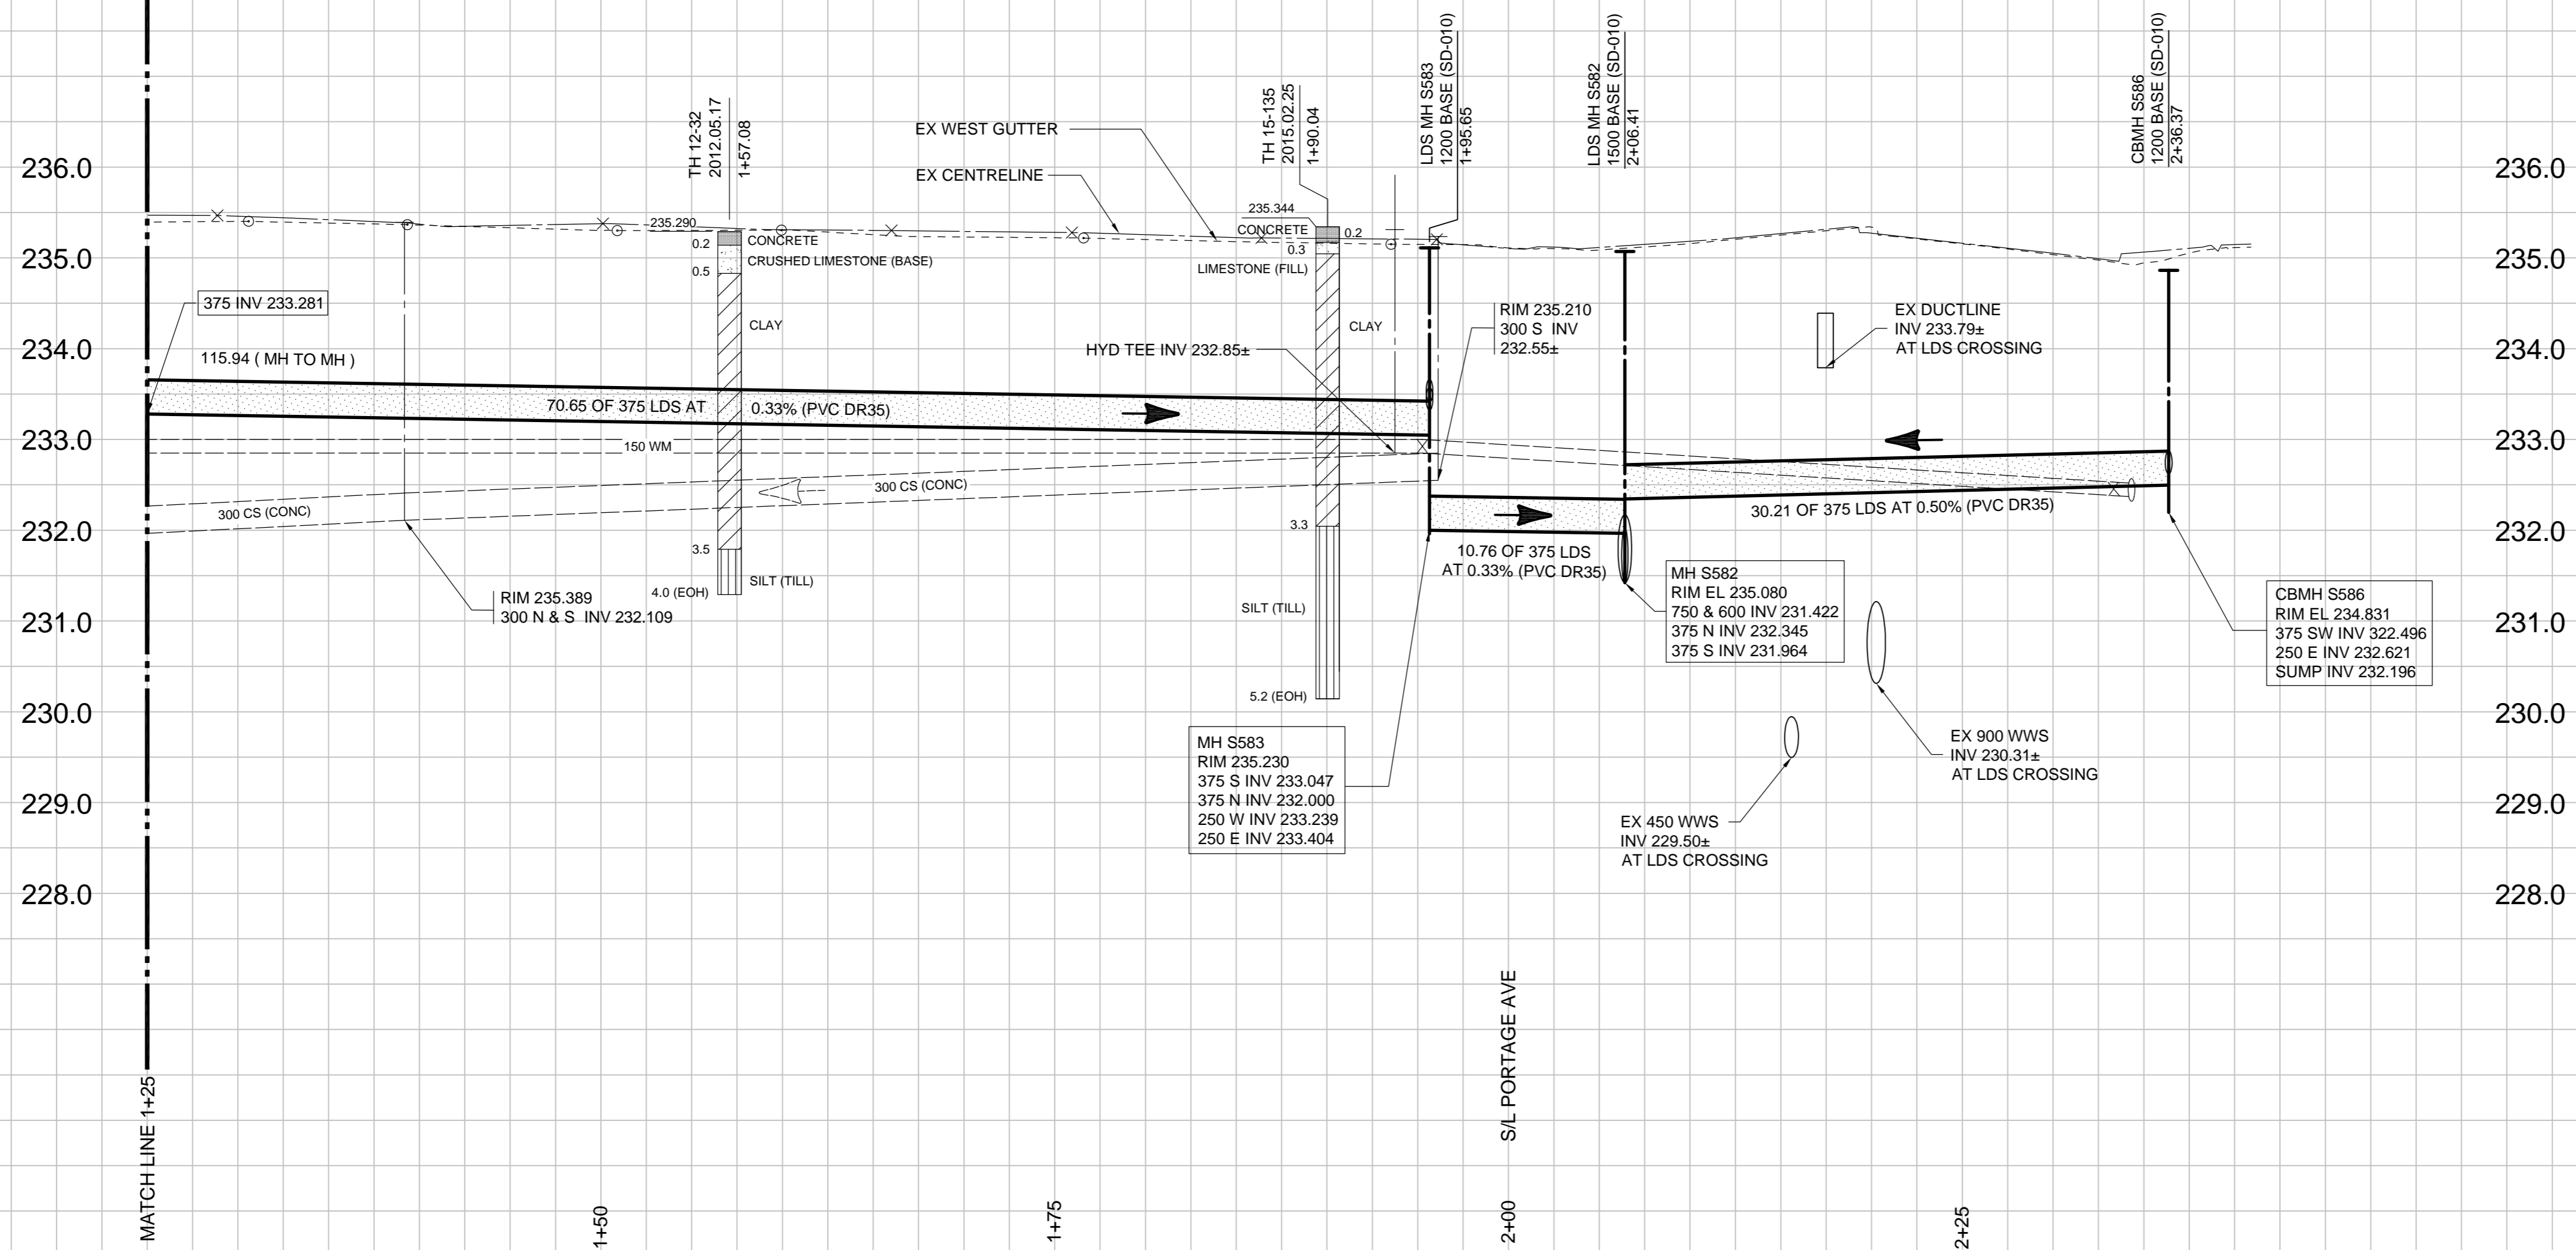 LDS MH S583
1200 BASE (SD-010)
1+95.65
LDS MH S582
1500 BASE (SD-010)
2+06.41
CBMH S586
1200 BASE (SD-010)
2+36.37
TH 12-32
2012.05.17
1+57.08
TH 15-135
2015.02.25
1+90.04
EX WEST GUTTER
EX CENTRELINE
236.0
236.0
235.0
235.0
234.0
234.0
233.0
233.0
232.0
232.0
231.0
231.0
230.0
230.0
229.0
229.0
228.0
228.0
235.290
0.2
CONCRETE
CRUSHED LIMESTONE (BASE)
0.5
CLAY
3.5
SILT (TILL)
4.0 (EOH)
235.344
CONCRETE
0.2
0.3
LIMESTONE (FILL)
CLAY
3.3
SILT (TILL)
5.2 (EOH)
375 INV 233.281
115.94 ( MH TO MH )
70.65 OF 375 LDS AT 0.33% (PVC DR35)
150 WM
300 CS (CONC)
300 CS (CONC)
HYD TEE INV 232.85±
RIM 235.210
300 S INV
232.55±
EX DUCTLINE
INV 233.79±
AT LDS CROSSING
30.21 OF 375 LDS AT 0.50% (PVC DR35)
10.76 OF 375 LDS
AT 0.33% (PVC DR35)
RIM 235.389
300 N & S INV 232.109
MH S582
RIM EL 235.080
750 & 600 INV 231.422
375 N INV 232.345
375 S INV 231.964
CBMH S586
RIM EL 234.831
375 SW INV 322.496
250 E INV 232.621
SUMP INV 232.196
MH S583
RIM 235.230
375 S INV 233.047
375 N INV 232.000
250 W INV 233.239
250 E INV 233.404
EX 900 WWS
INV 230.31±
AT LDS CROSSING
EX 450 WWS
INV 229.50±
AT LDS CROSSING
MATCH LINE 1+25
S/L PORTAGE AVE
1+50
1+75
2+00
2+25